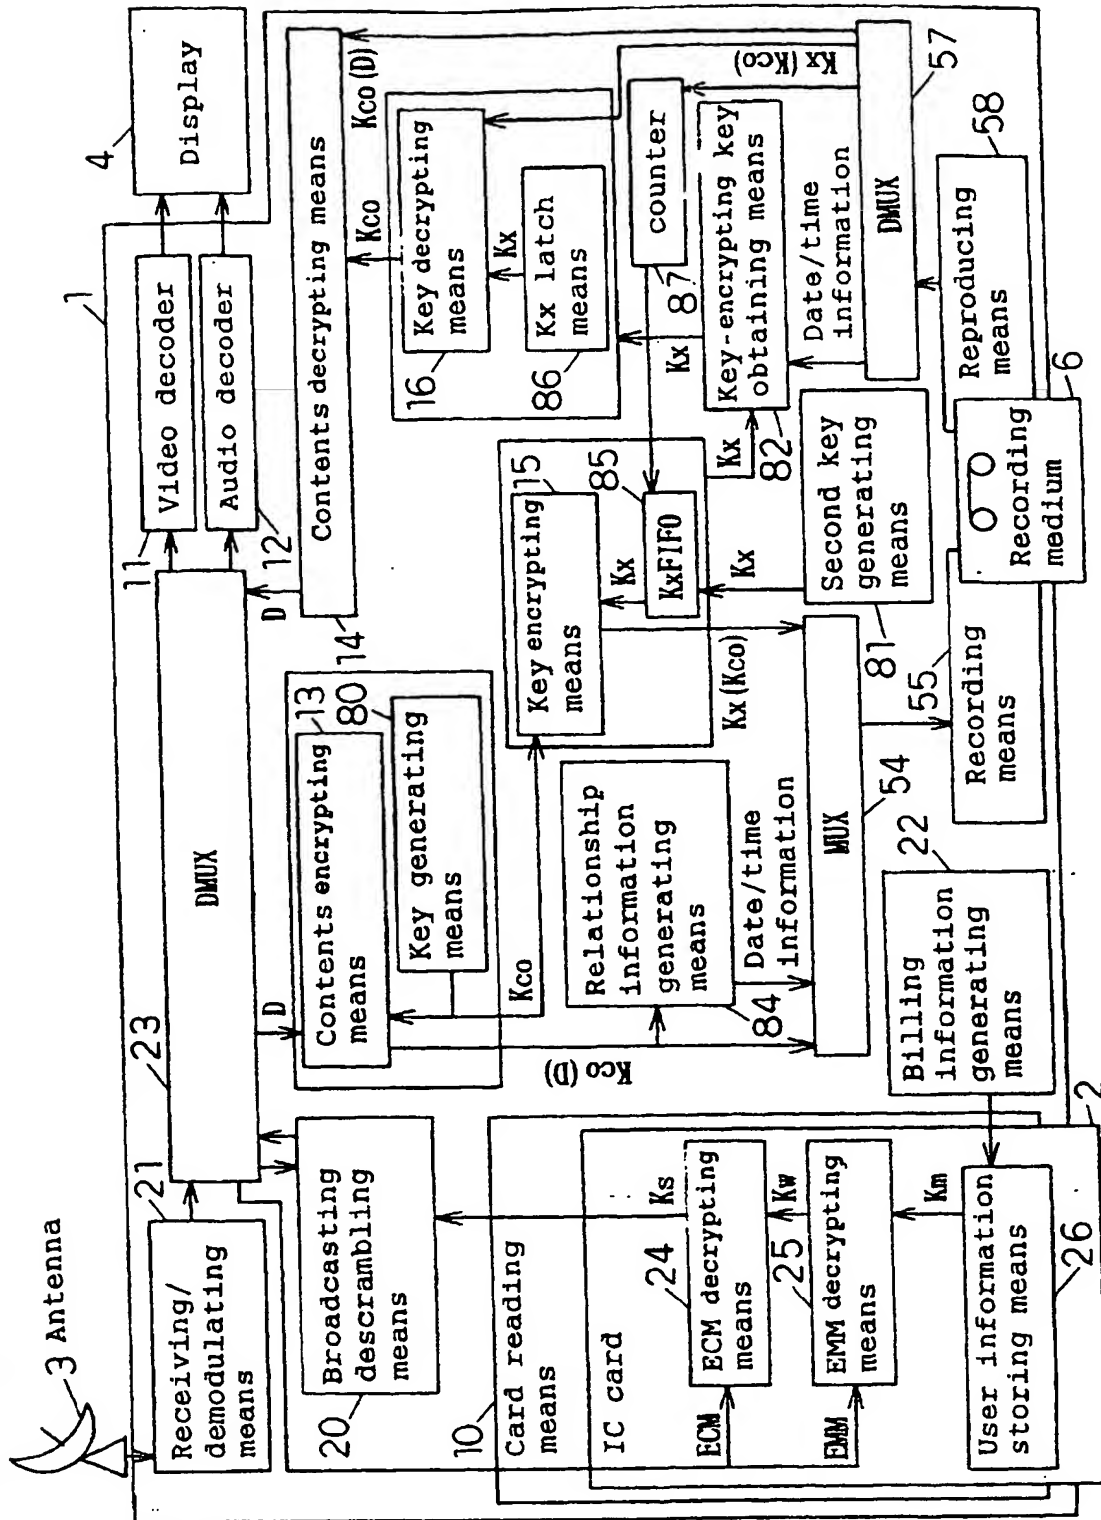 3 Antenna
1
4
Display
Receiving/
demodulating
means
21
23
DMUX
11
Video decoder
Audio decoder
12
D
D
Broadcasting
descrambling
means
20
13
Contents encrypting
means
80
Key generating
means
14
Contents decrypting means
Kco (D)
Kco
Kco
Kco (D)
10
Card reading
means
IC card
Ks
ECM
24
ECM decrypting
means
Kw
25
EMM
EMM decrypting
means
Km
User information
storing means
26
2
Billing
information
generating
means
22
Relationship
information
generating
means
84
Date/time
information
Key encrypting
means
15
Kx
85
KxFIFO
Kx
Kx (Kco)
MUX
54
Second key
generating
means
81
Key decrypting
means
16
Kx
Kx latch
means
86
Kx
counter
87
Kx (Kco)
Key-encrypting key
obtaining means
82
Kx
Date/time
information
DMUX
57
Recording
means
55
Recording
medium
6
Reproducing
means
58